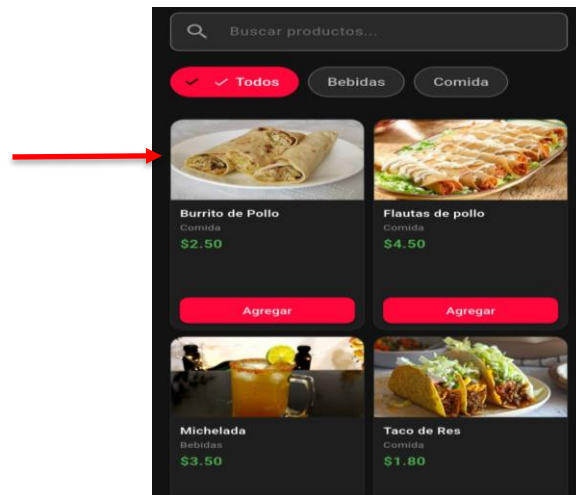 Buscar productos...
Todos Bebidas Comida
Burrito de Pollo
Comida
$2.50
Agregar
Flautas de pollo
Comida
$4.50
Agregar
Michelada
Bebidas
$3.50
Taco de Res
Comida
$1.80